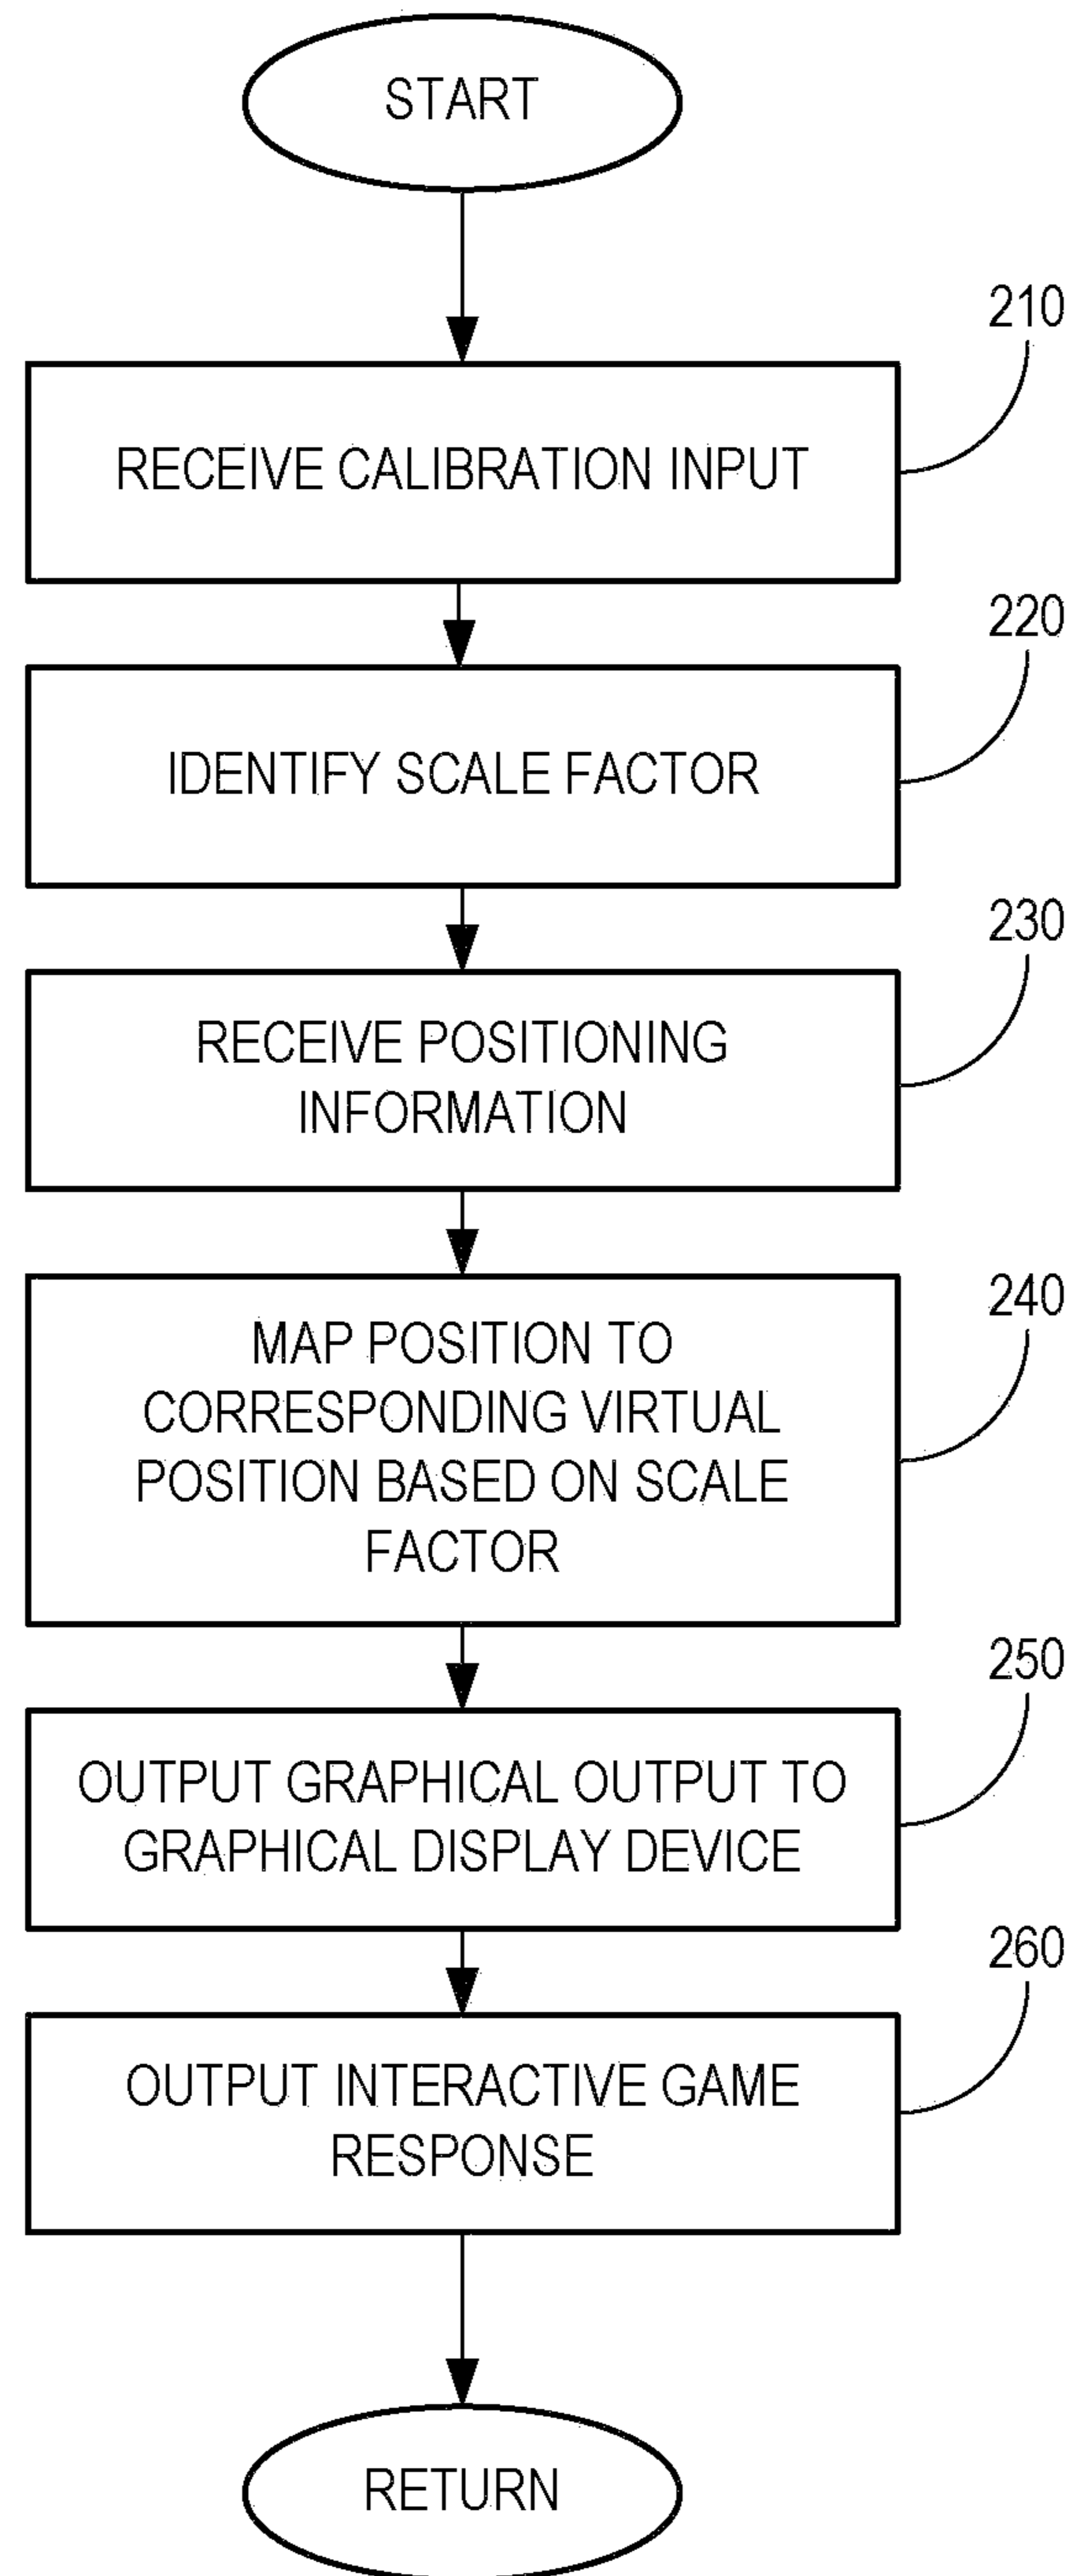 START
210
RECEIVE CALIBRATION INPUT
220
IDENTIFY SCALE FACTOR
230
RECEIVE POSITIONING
INFORMATION
240
MAP POSITION TO
CORRESPONDING VIRTUAL
POSITION BASED ON SCALE
FACTOR
250
OUTPUT GRAPHICAL OUTPUT TO
GRAPHICAL DISPLAY DEVICE
260
OUTPUT INTERACTIVE GAME
RESPONSE
RETURN